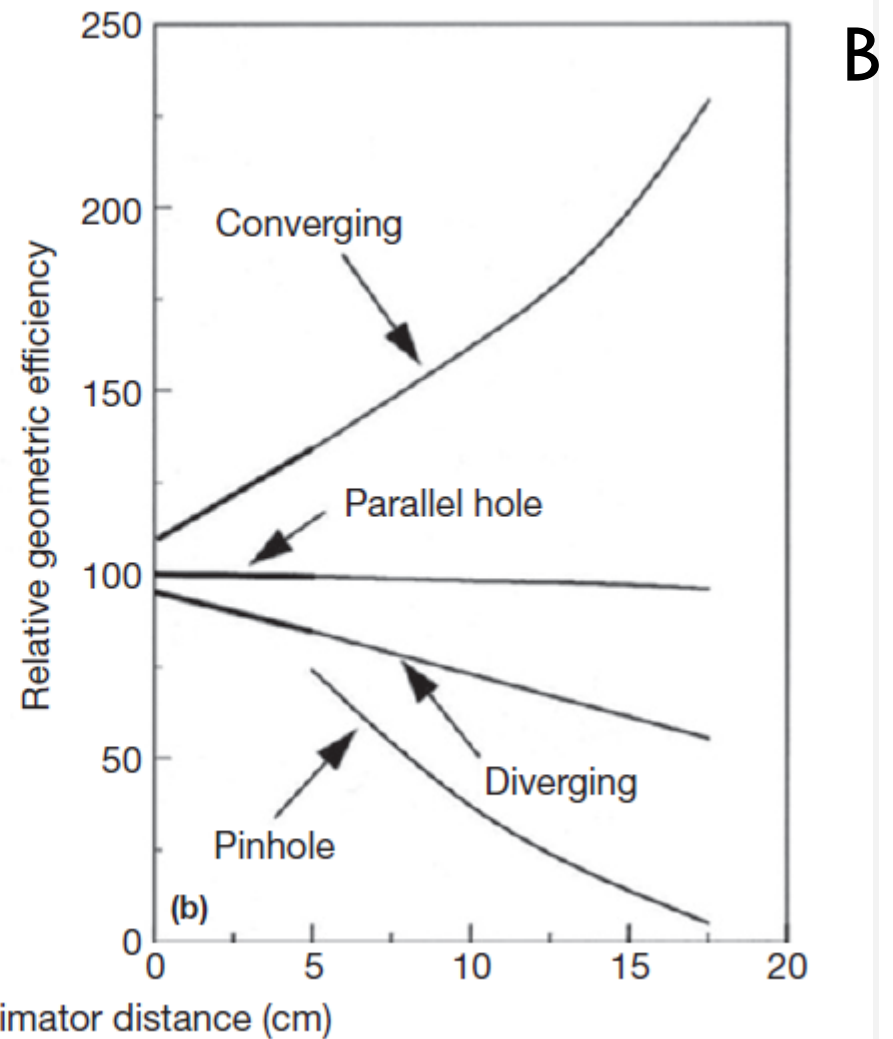 250
B
200
Converging
150
Relative geometric efficiency
Parallel hole
100
50
Diverging
Pinhole
(b)
0
0 5 10 15 20
imator distance (cm)